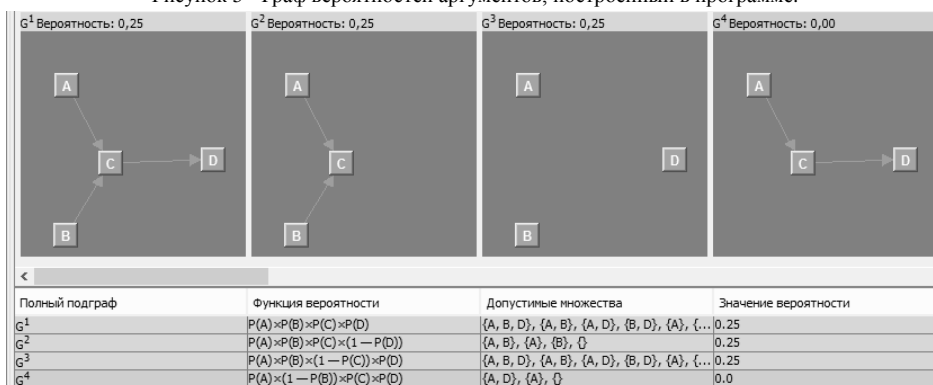 Рисунок 3 - Граф вероятностей аргументов, построенный в программе.
G1 Вероятность: 0,25 G2 Вероятность: 0,25 G3 Вероятность: 0,25 G4 Вероятность: 0,00
A A A A
C D C D C D
B B B
Полный подграф Функция вероятности Допустимые множества Значение вероятности
G1 P(A)×P(B)×P(C)×P(D) {A, B, D}, {A, B}, {A, D}, {B, D}, {A}, {... 0.25
G2 P(A)×P(B)×P(C)×(1—P(D)) {A, B}, {A}, {B}, {} 0.25
G3 P(A)×P(B)×(1—P(C))×P(D) {A, B, D}, {A, B}, {A, D}, {B, D}, {A}, {... 0.25
G4 P(A)×(1—P(B))×P(C)×P(D) {A, D}, {A}, {} 0.0